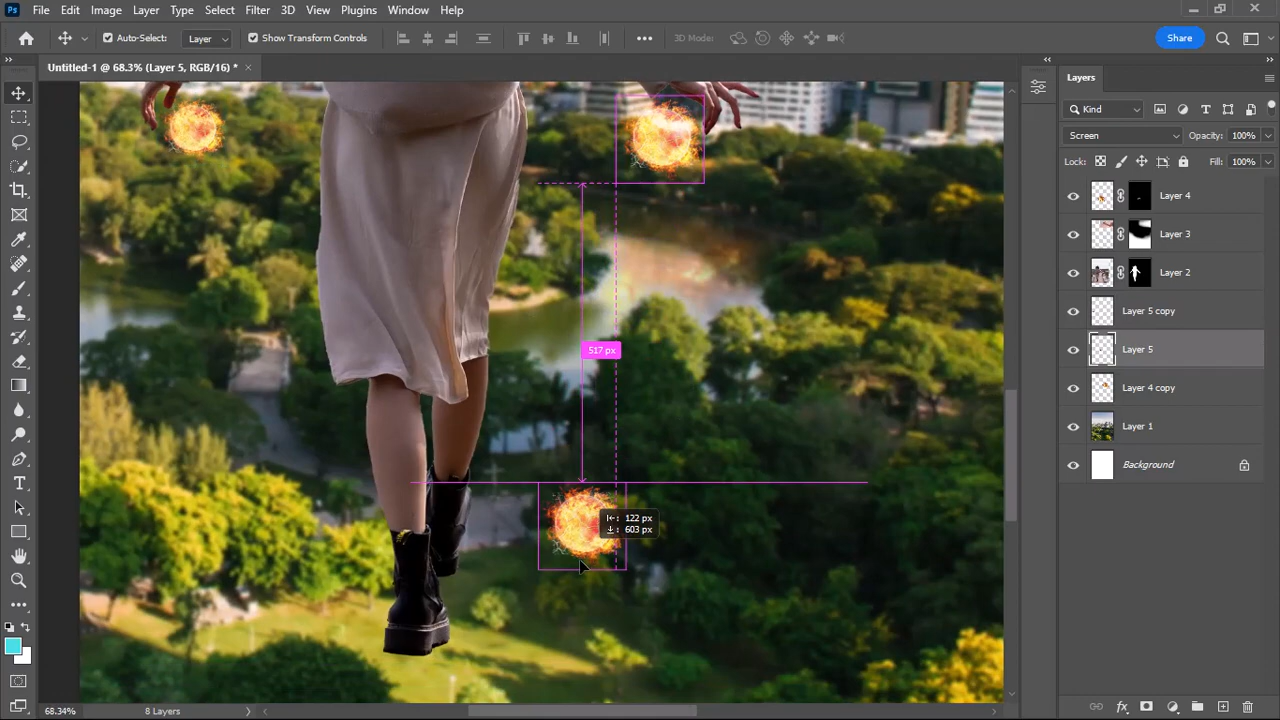 Ps File Edit Image Layer Type Select Filter 3D View Plugins Window Help
Auto-Select: Layer Show Transform Controls 3D Mode: Share
Untitled-1 @ 68.3% (Layer 5, RGB/16) *
Layers
Kind
Screen Opacity: 100%
Lock: Fill: 100%
Layer 4
Layer 3
Layer 2
Layer 5 copy
Layer 5
Layer 4 copy
Layer 1
Background
517 px
122 px
603 px
68.34% 8 Layers